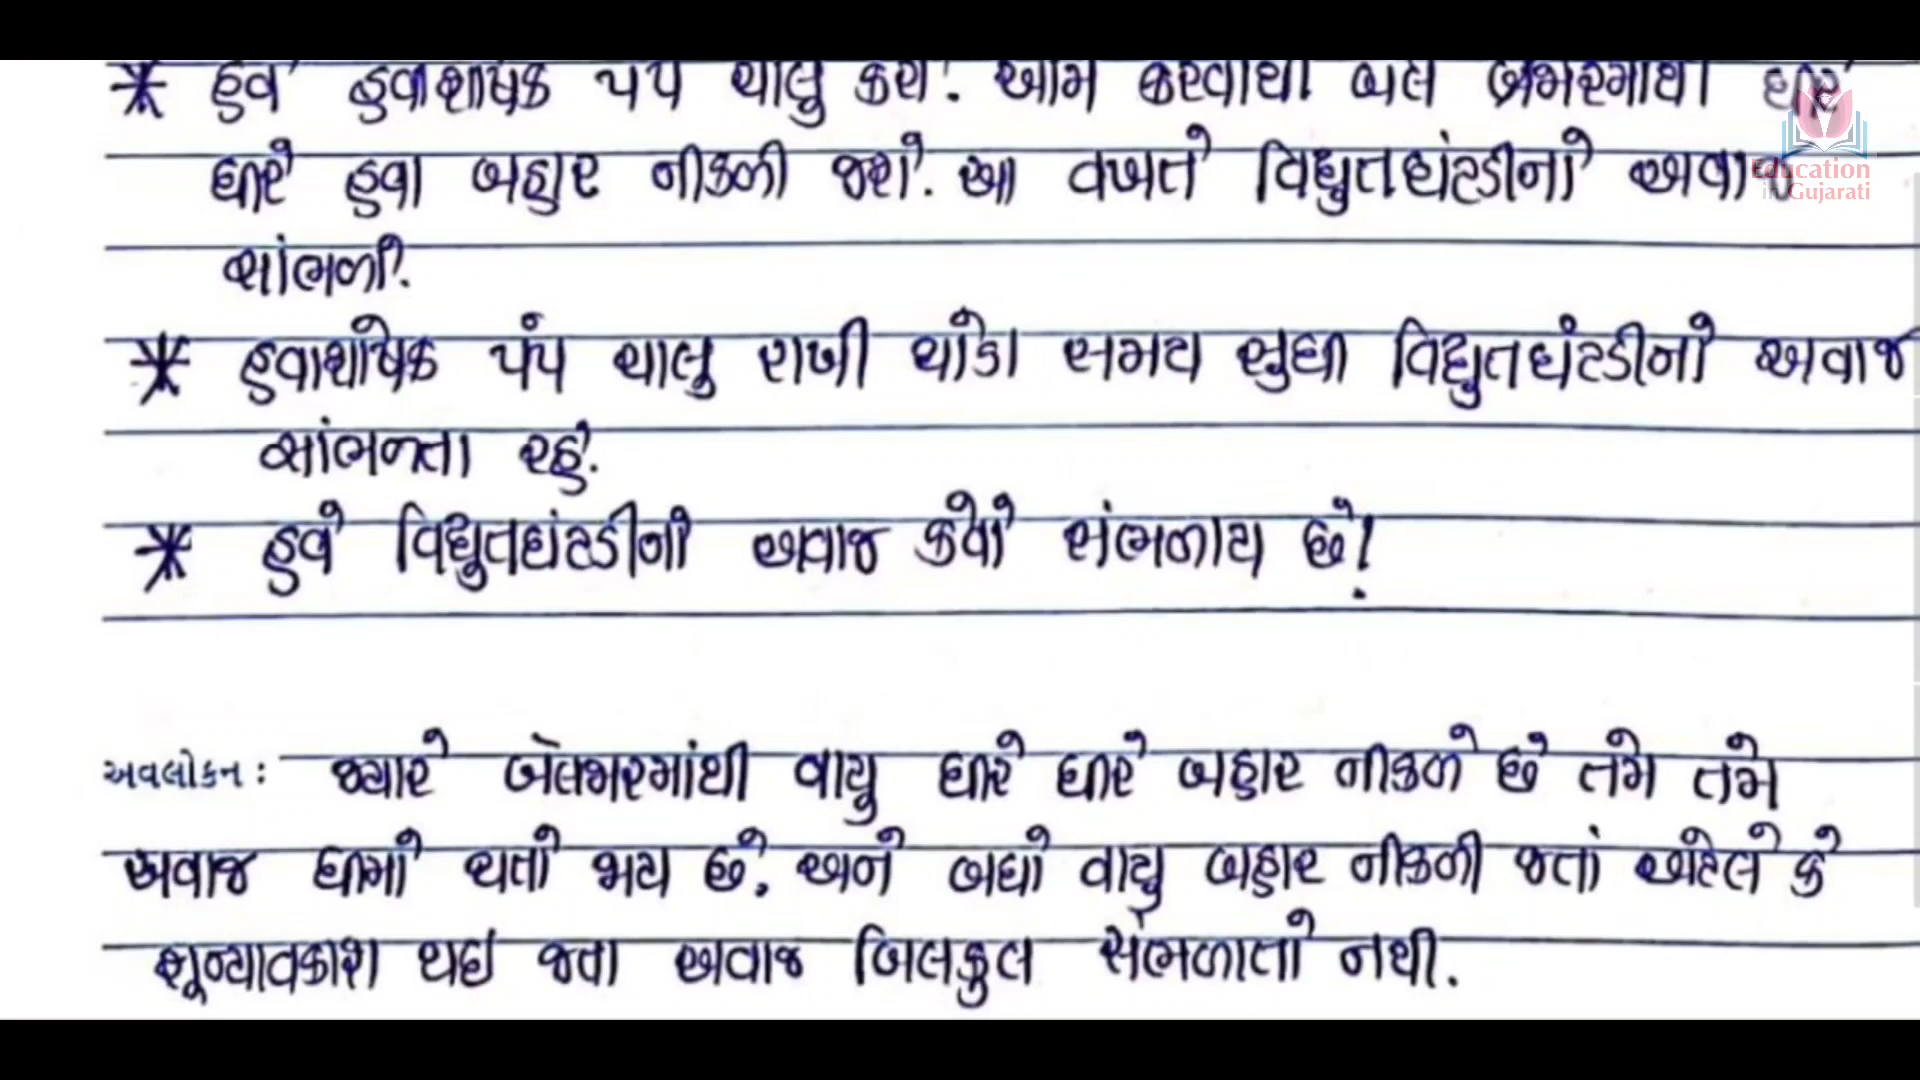 * હવે હવાશોષક પંપ ચાલુ કરો. આમ કરવાથી બેલ જારમાંથી ધીરે
ધીરે હવા બહાર નીકળી જશે. આ વખતે વિદ્યુતઘંટડીનો અવાજ
સાંભળો.
* હવાશોષક પંપ ચાલુ રાખી થોડા સમય સુધી વિદ્યુતઘંટડીનો અવાજ
સાંભળતા રહો.
* હવે વિદ્યુતઘંટડીનો અવાજ કેવો સંભળાય છે?
અવલોકન : જ્યારે બેલજારમાંથી વાયુ ધીરે ધીરે બહાર નીકળે છે તેમ તેમ
અવાજ ધીમો થતો જાય છે. અને બધો વાયુ બહાર નીકળી જતાં એટલે કે
શૂન્યાવકાશ થઇ જતા અવાજ બિલકુલ સંભળાતો નથી.
Education
in Gujarati